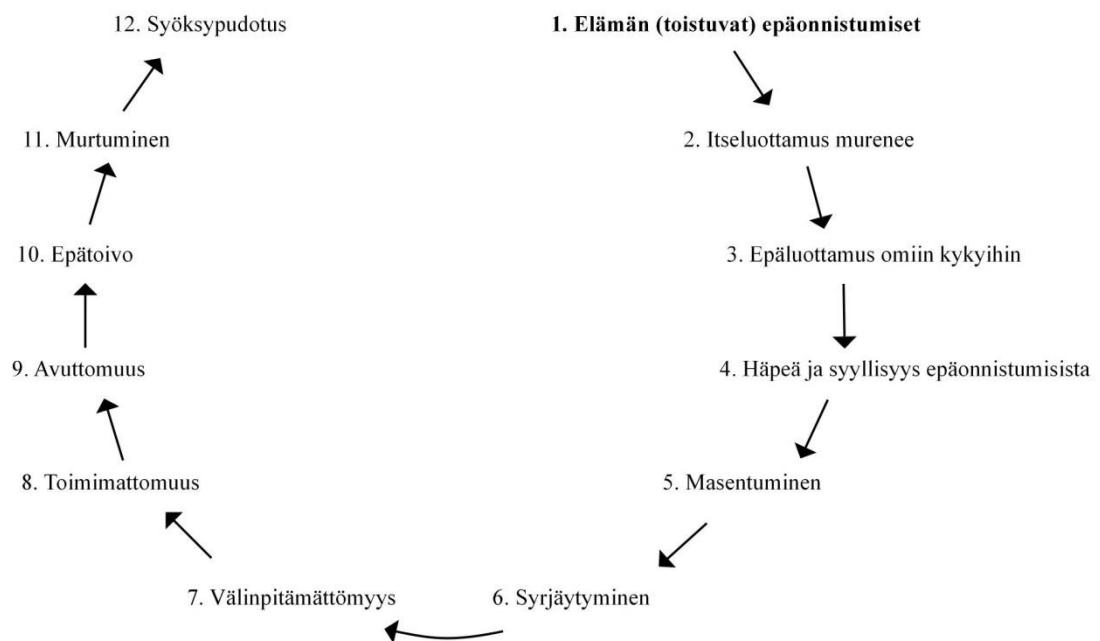 1. Elämän (toistuvat) epäonnistumiset
2. Itseluottamus murenee
3. Epäluottamus omiin kykyihin
4. Häpeä ja syyllisyys epäonnistumisista
5. Masentuminen
6. Syrjäytyminen
7. Välinpitämättömyys
8. Toimimattomuus
9. Avuttomuus
10. Epätoivo
11. Murtuminen
12. Syöksypudotus